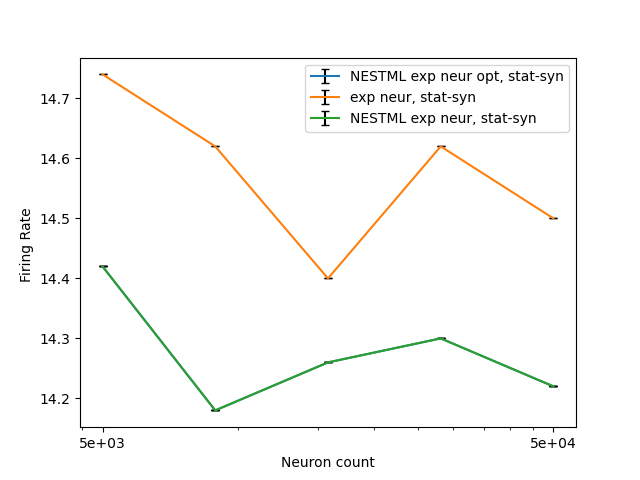 NESTML exp neur opt, stat-syn
exp neur, stat-syn
NESTML exp neur, stat-syn
Firing Rate
14.7
14.6
14.5
14.4
14.3
14.2
5e+03 5e+04
Neuron count